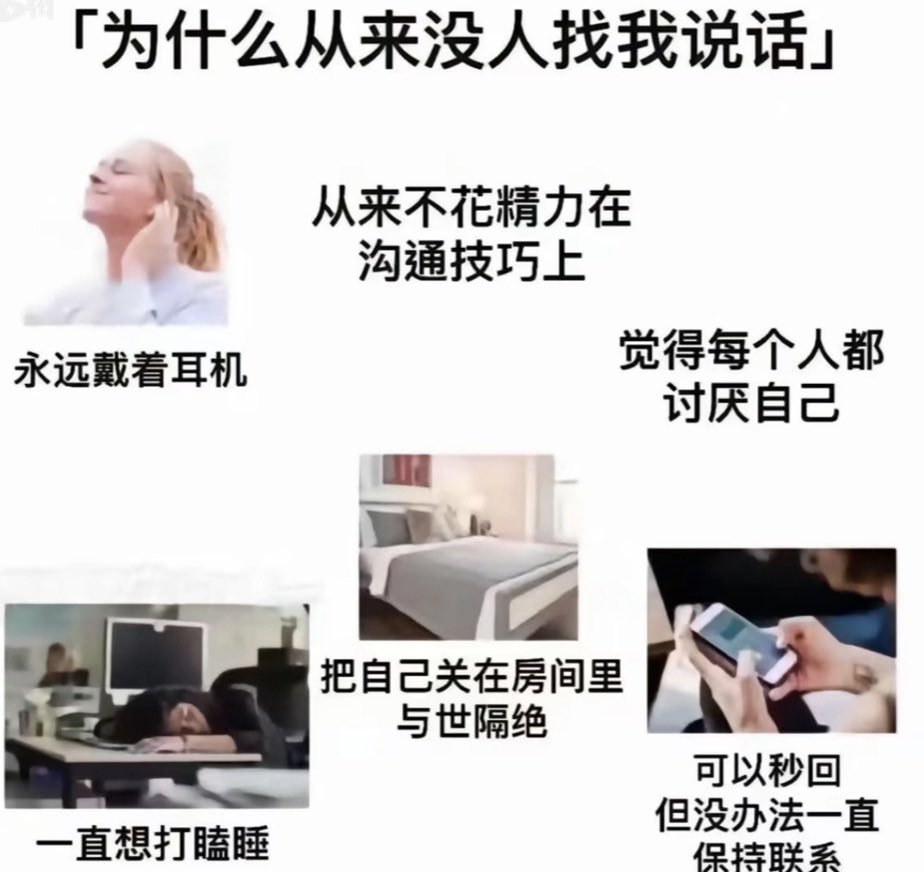 「为什么从来没人找我说话」
从来不花精力在
沟通技巧上
永远戴着耳机
觉得每个人都
讨厌自己
把自己关在房间里
与世隔绝
可以秒回
但没办法一直
保持联系
一直想打瞌睡